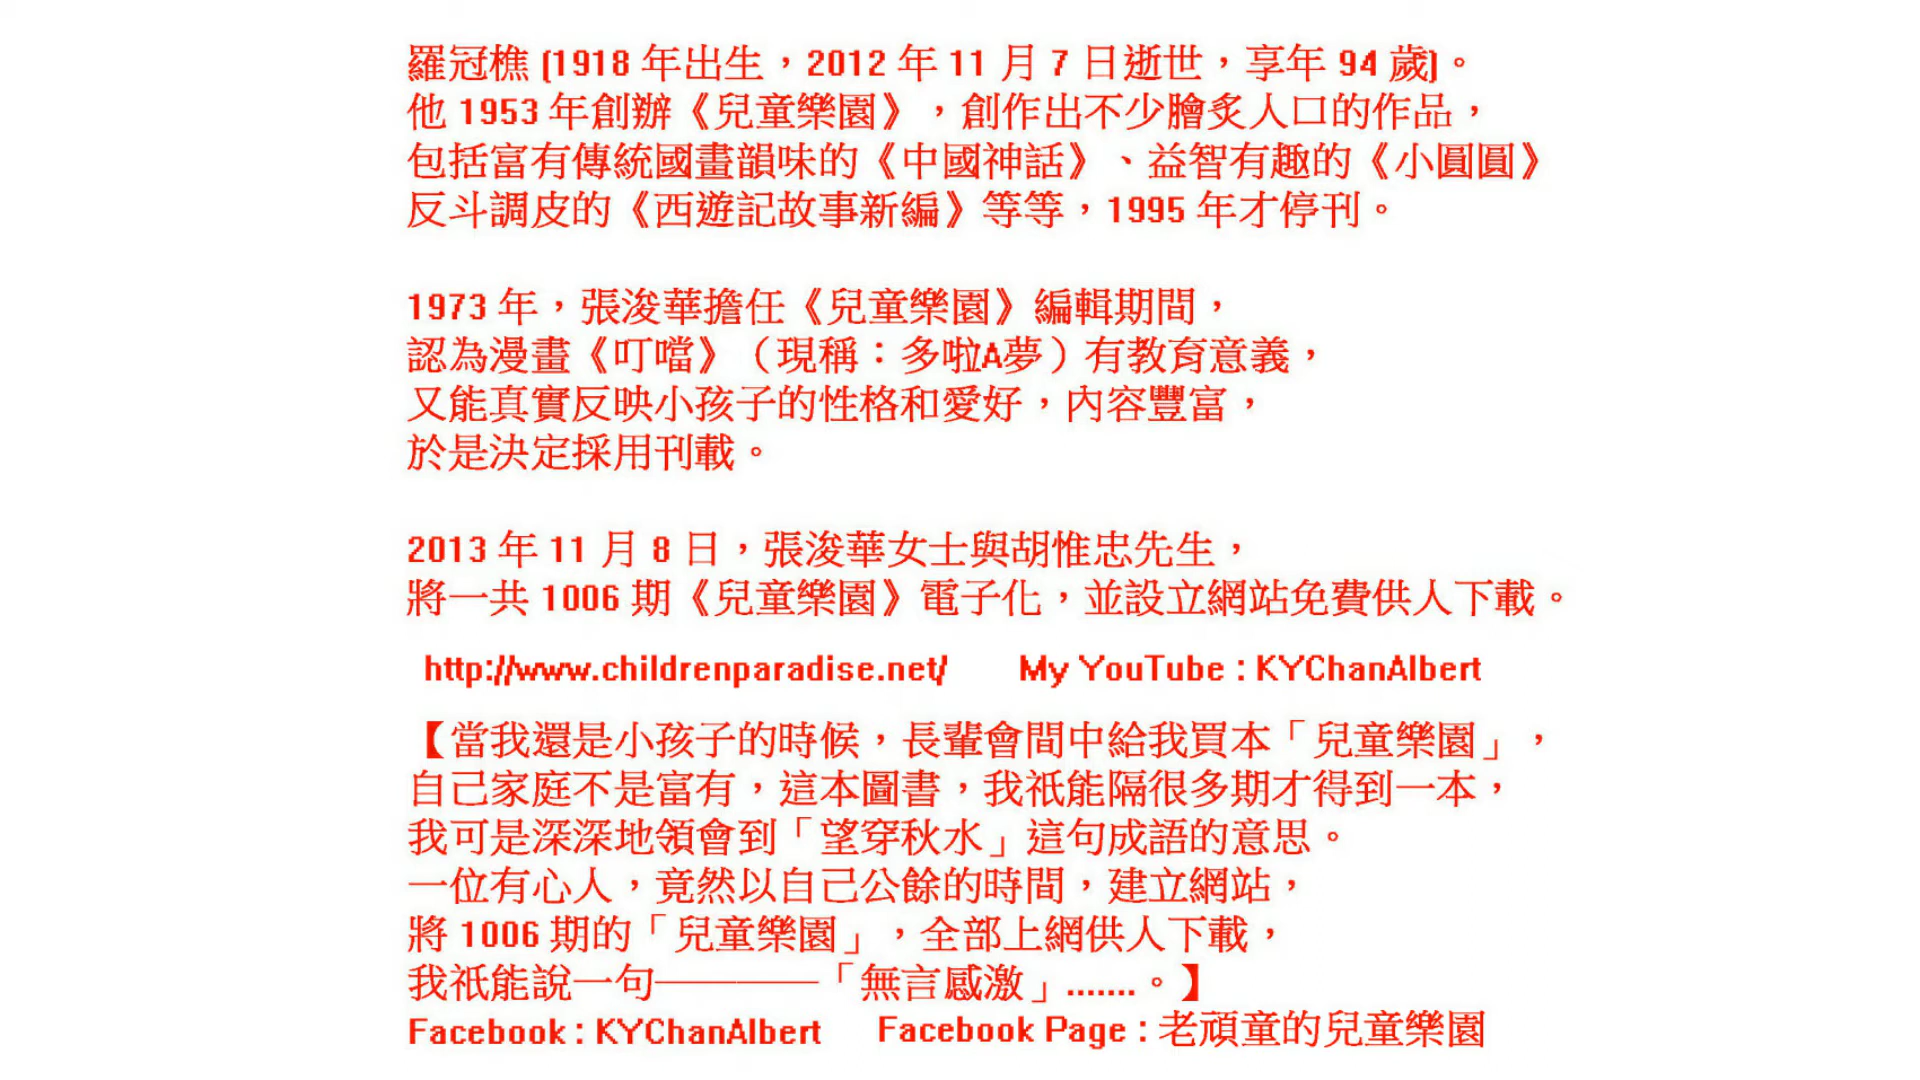 羅冠樵 (1918 年出生，2012 年 11 月 7 日逝世，享年 94 歲)。
他 1953 年創辦《兒童樂園》，創作出不少膾炙人口的作品，
包括富有傳統國畫韻味的《中國神話》、益智有趣的《小圓圓》
反斗調皮的《西遊記故事新編》等等，1995 年才停刊。
1973 年，張浚華擔任《兒童樂園》編輯期間，
認為漫畫《叮噹》（現稱：多啦A夢）有教育意義，
又能真實反映小孩子的性格和愛好，內容豐富，
於是決定採用刊載。
2013 年 11 月 8 日，張浚華女士與胡惟忠先生，
將一共 1006 期《兒童樂園》電子化，並設立網站免費供人下載。
http://www.childrenparadise.net/ My YouTube : KYChanAlbert
【當我還是小孩子的時候，長輩會間中給我買本「兒童樂園」，
自己家庭不是富有，這本圖書，我祇能隔很多期才得到一本，
我可是深深地領會到「望穿秋水」這句成語的意思。
一位有心人，竟然以自己公餘的時間，建立網站，
將 1006 期的「兒童樂園」，全部上網供人下載，
我祇能說一句————「無言感激」.......。】
Facebook : KYChanAlbert Facebook Page : 老頑童的兒童樂園